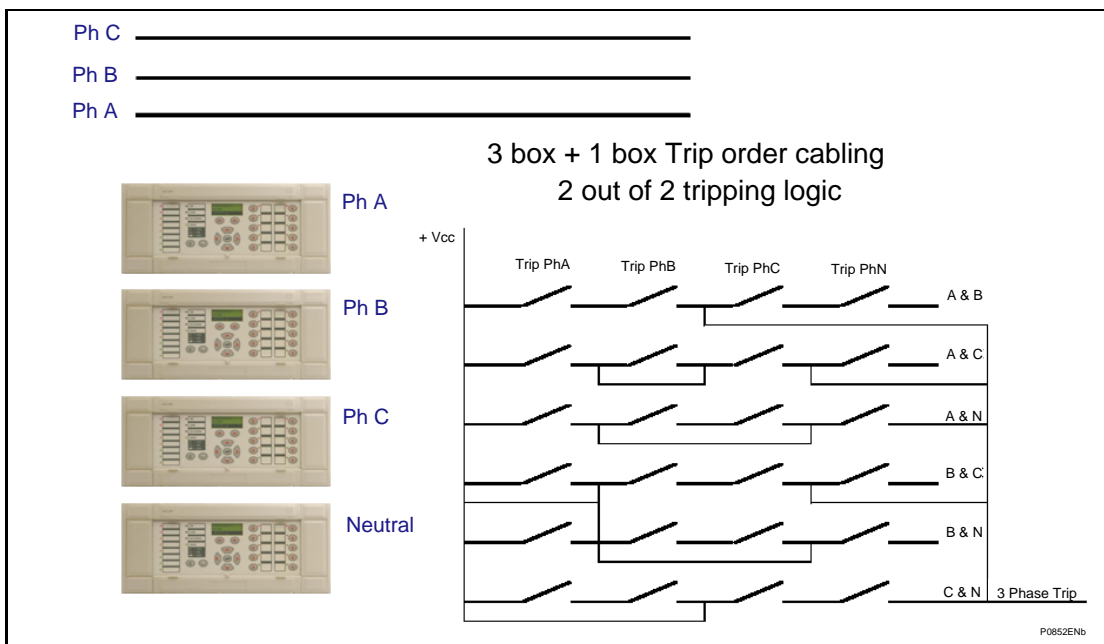 Ph C
Ph B
Ph A
3 box + 1 box Trip order cabling
2 out of 2 tripping logic
Ph A
Ph B
Ph C
Neutral
+ Vcc
Trip PhA Trip PhB Trip PhC Trip PhN
A & B
A & C
A & N
B & C
B & N
C & N 3 Phase Trip
P0852ENb